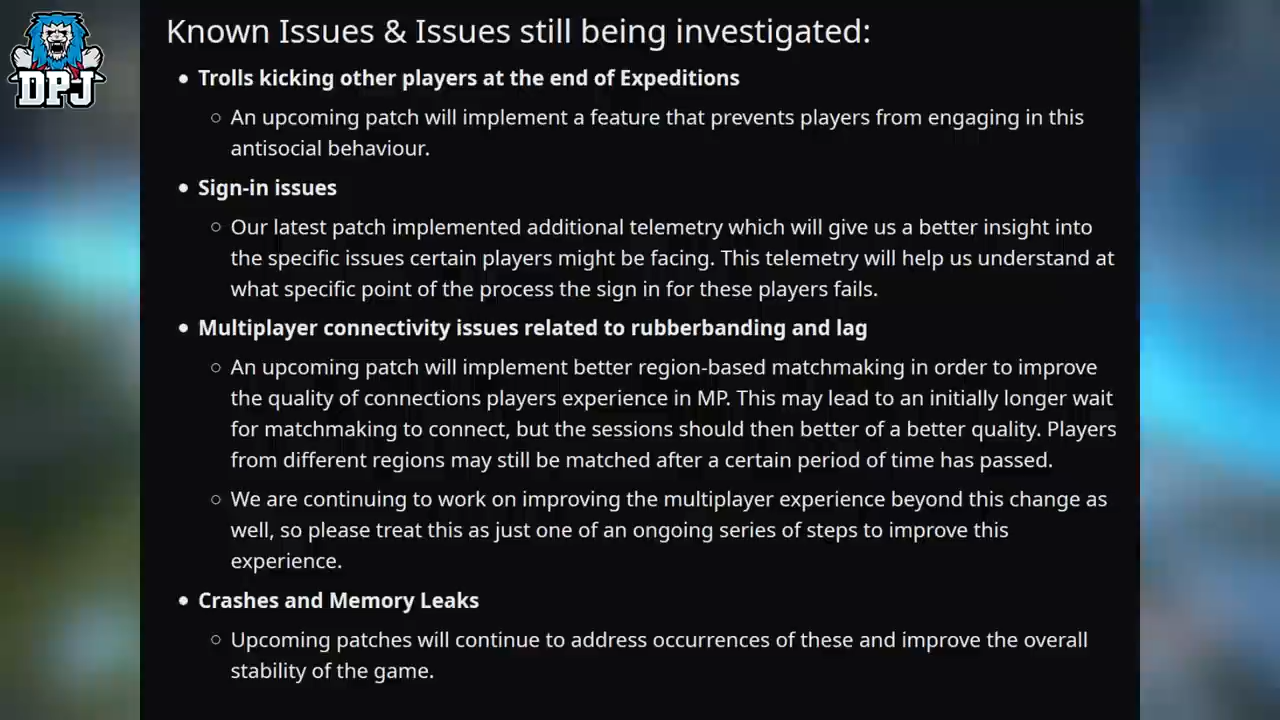 DPJ
Known Issues & Issues still being investigated:
• Trolls kicking other players at the end of Expeditions
○ An upcoming patch will implement a feature that prevents players from engaging in this
antisocial behaviour.
• Sign-in issues
○ Our latest patch implemented additional telemetry which will give us a better insight into
the specific issues certain players might be facing. This telemetry will help us understand at
what specific point of the process the sign in for these players fails.
• Multiplayer connectivity issues related to rubberbanding and lag
○ An upcoming patch will implement better region-based matchmaking in order to improve
the quality of connections players experience in MP. This may lead to an initially longer wait
for matchmaking to connect, but the sessions should then better of a better quality. Players
from different regions may still be matched after a certain period of time has passed.
○ We are continuing to work on improving the multiplayer experience beyond this change as
well, so please treat this as just one of an ongoing series of steps to improve this
experience.
• Crashes and Memory Leaks
○ Upcoming patches will continue to address occurrences of these and improve the overall
stability of the game.